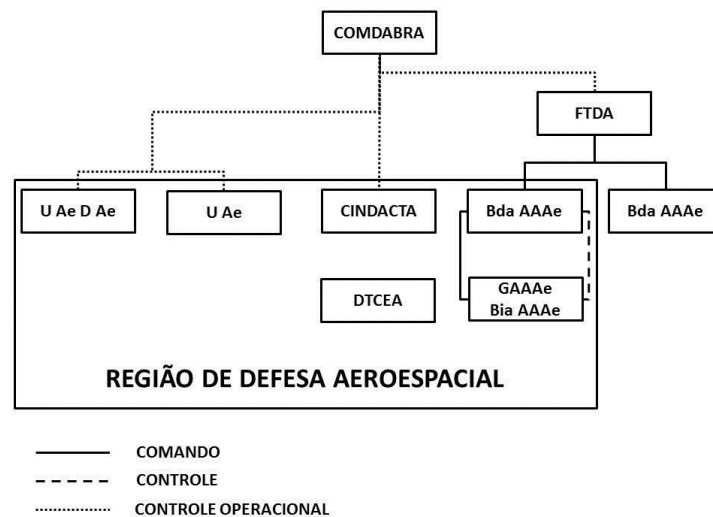 COMDABRA
FTDA
U Ae D Ae
U Ae
CINDACTA
Bda AAAe
Bda AAAe
DTCEA
GAAAe
Bia AAAe
REGIÃO DE DEFESA AEROESPACIAL
COMANDO
CONTROLE
CONTROLE OPERACIONAL